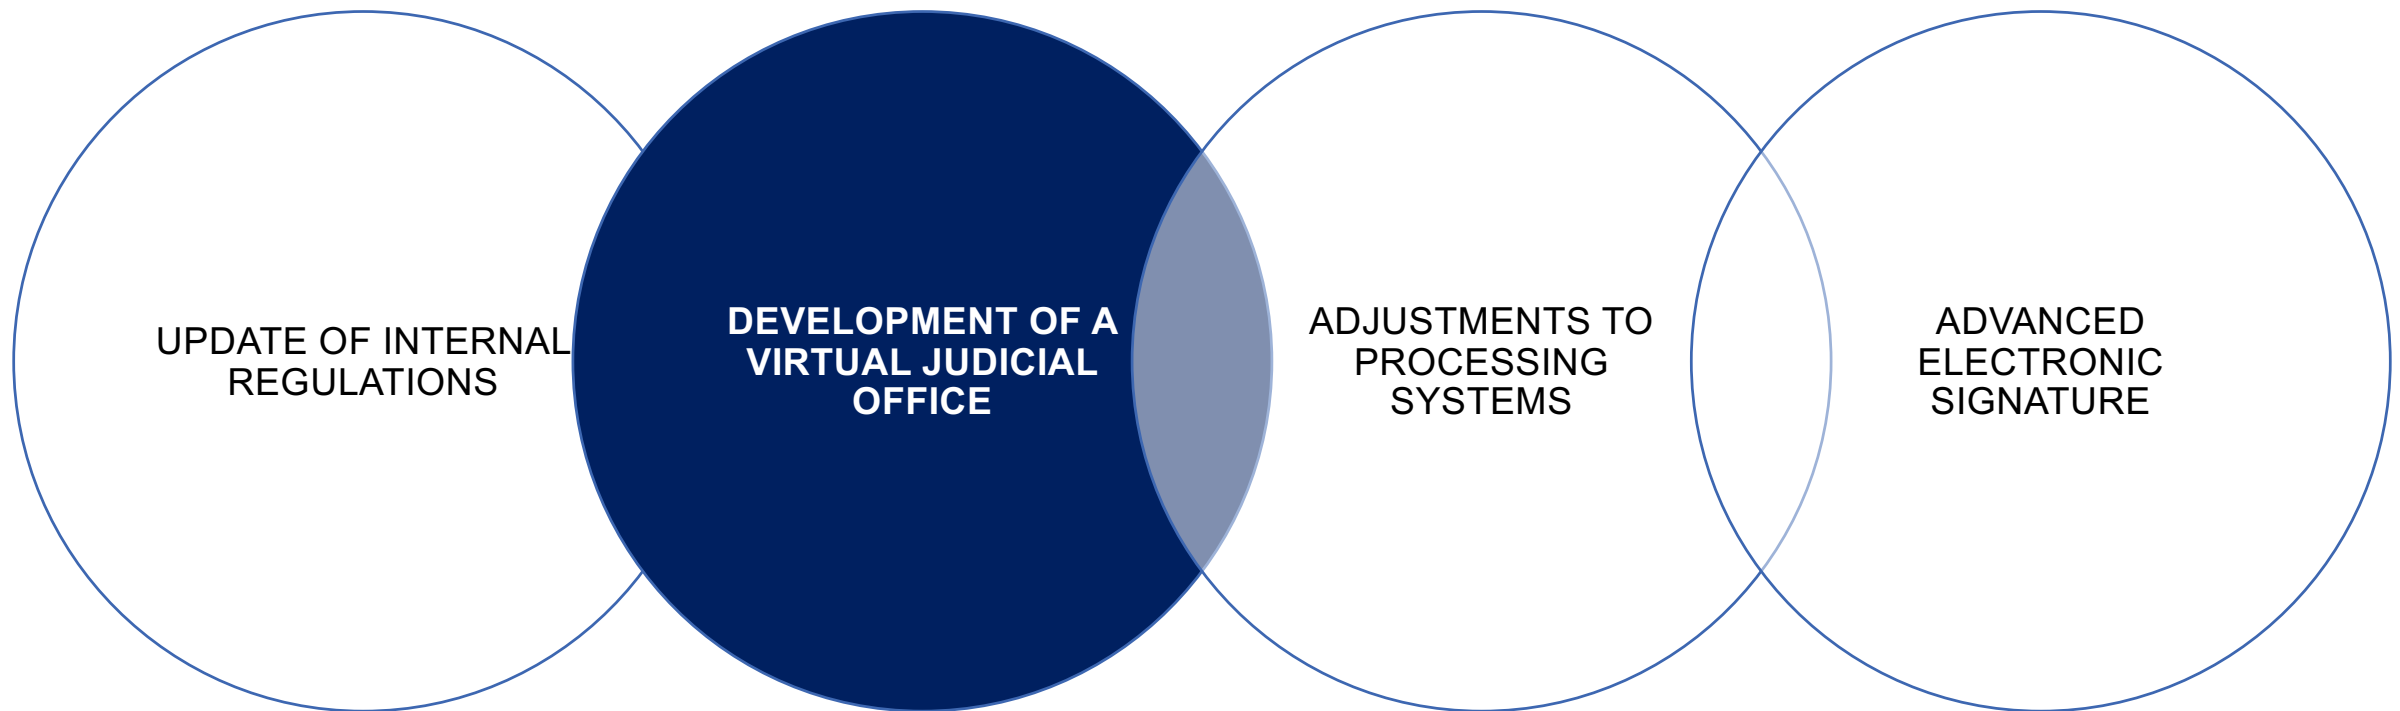 UPDATE OF INTERNAL
REGULATIONS
DEVELOPMENT OF A
VIRTUAL JUDICIAL
OFFICE
ADJUSTMENTS TO
PROCESSING
SYSTEMS
ADVANCED
ELECTRONIC
SIGNATURE